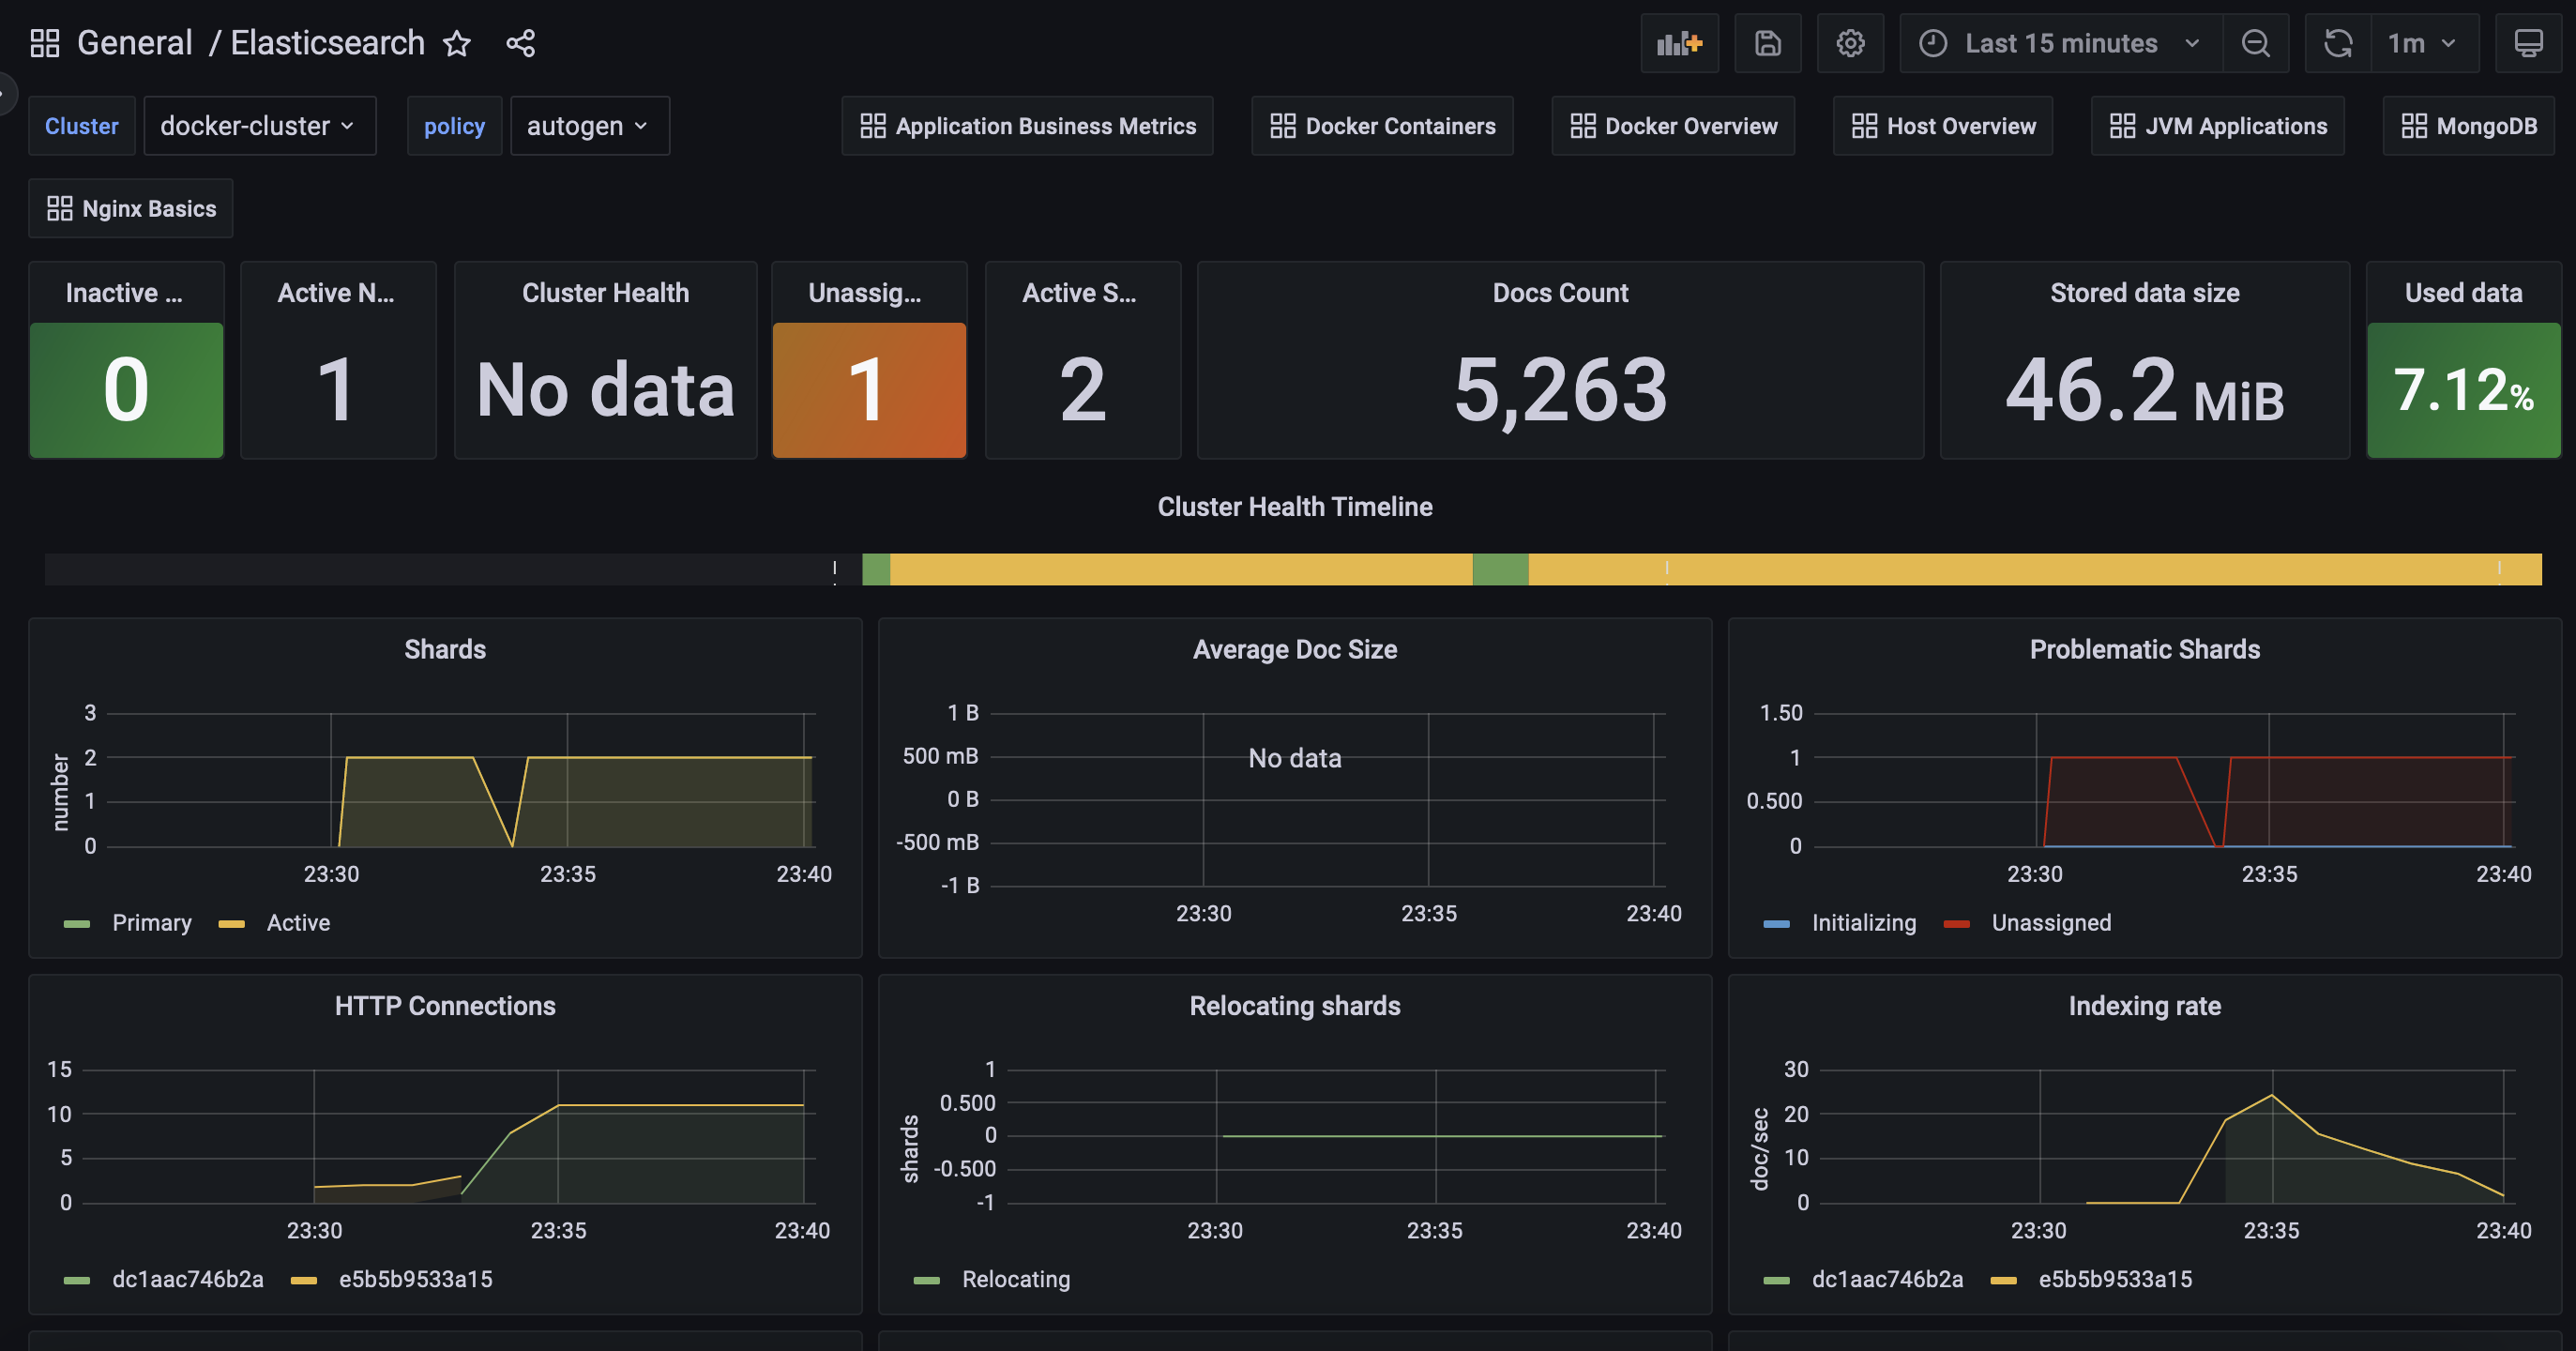 General / Elasticsearch
Last 15 minutes
1m
Cluster
docker-cluster
policy
autogen
Application Business Metrics
Docker Containers
Docker Overview
Host Overview
JVM Applications
MongoDB
Nginx Basics
Inactive ...
0
Active N...
1
Cluster Health
No data
Unassig...
1
Active S...
2
Docs Count
5,263
Stored data size
46.2 MiB
Used data
7.12%
Cluster Health Timeline
Shards
number
3
2
1
0
23:30
23:35
23:40
Primary
Active
Average Doc Size
1 B
500 mB
0 B
-500 mB
-1 B
No data
23:30
23:35
23:40
Problematic Shards
1.50
1
0.500
0
23:30
23:35
23:40
Initializing
Unassigned
HTTP Connections
15
10
5
0
23:30
23:35
23:40
dc1aac746b2a
e5b5b9533a15
Relocating shards
shards
1
0.500
0
-0.500
-1
23:30
23:35
23:40
Relocating
Indexing rate
doc/sec
30
20
10
0
23:30
23:35
23:40
dc1aac746b2a
e5b5b9533a15